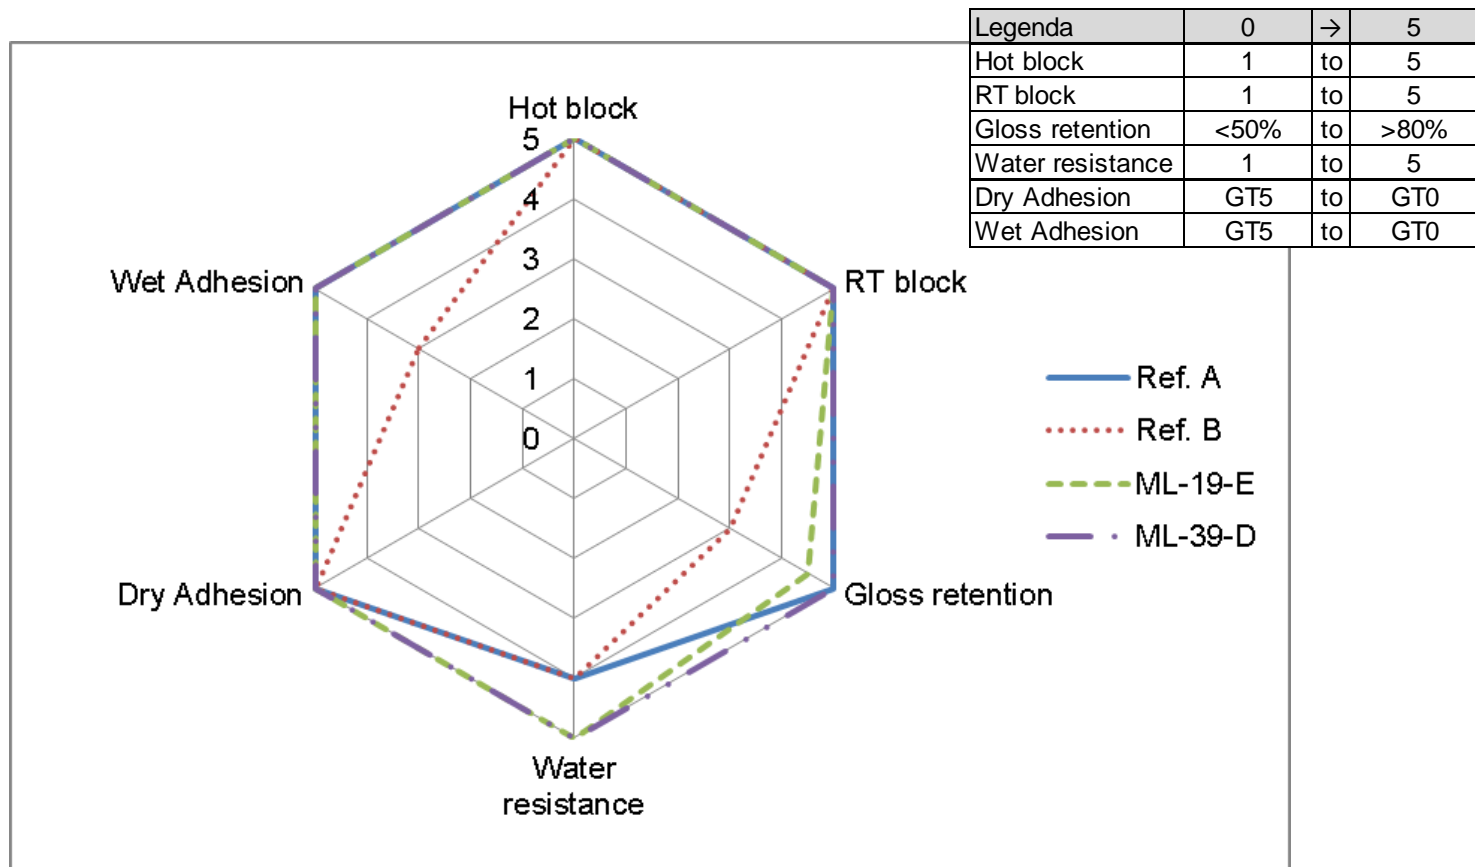 Legenda 0 → 5
Hot block 1 to 5
RT block 1 to 5
Gloss retention <50% to >80%
Water resistance 1 to 5
Dry Adhesion GT5 to GT0
Wet Adhesion GT5 to GT0
Hot block
5
4
3
2
1
0
Wet Adhesion
RT block
Dry Adhesion
Gloss retention
Water
resistance
Ref. A
Ref. B
ML-19-E
ML-39-D